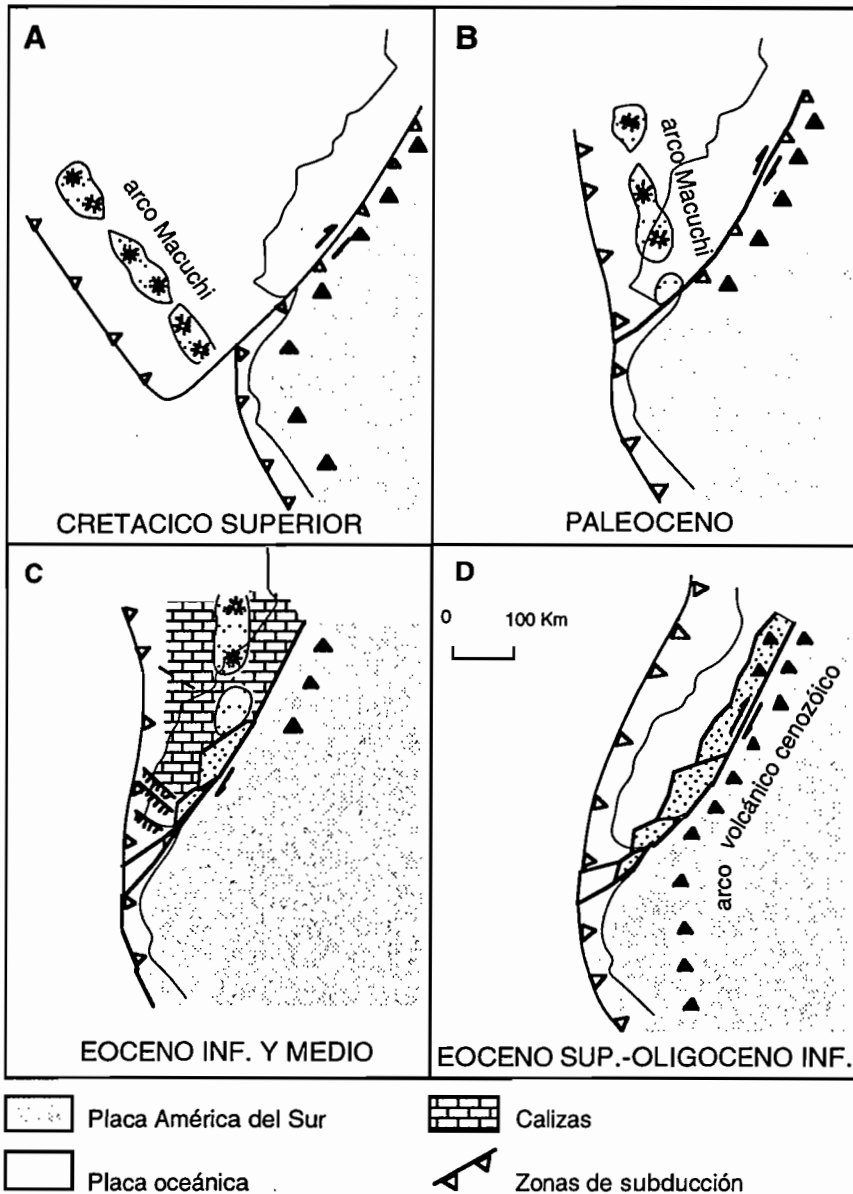 A
arco Macuchi
CRETACICO SUPERIOR
B
arco Macuchi
PALEOCENO
C
EOCENO INF. Y MEDIO
D
0 100 Km
arco volcánico cenozóico
EOCENO SUP.-OLIGOCENO INF.
Placa América del Sur
Calizas
Placa oceánica
Zonas de subducción